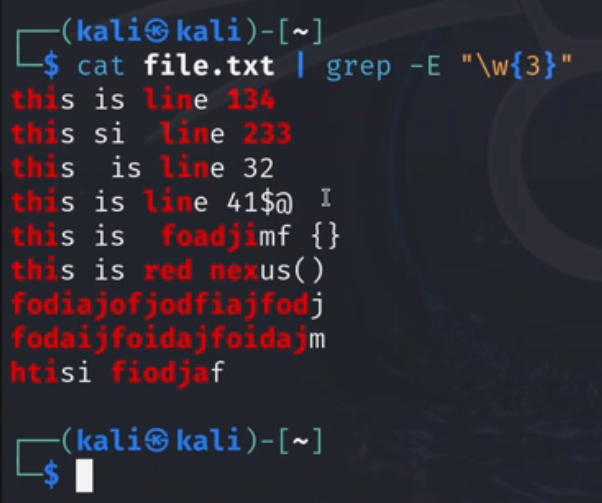 ┌──(kali㉿kali)-[~]
└─$ cat file.txt | grep -E "\w{3}"
this is line 134
this si  line 233
this  is line 32
this is line 41$@
this is  foadjimf {}
this is red nexus()
fodiajofjodfiajfodj
fodaijfoidajfoidajm
htisi fiodjaf
┌──(kali㉿kali)-[~]
└─$